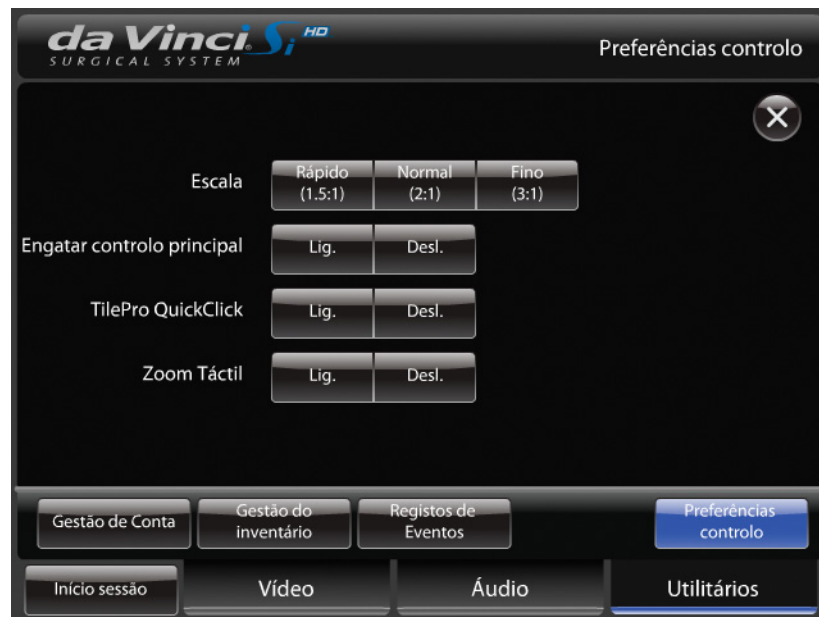 da Vinci. Si HD
SURGICAL SYSTEM
Preferências controlo
Escala
Rápido
(1.5:1)
Normal
(2:1)
Fino
(3:1)
Engatar controlo principal
Lig.
Desl.
TilePro QuickClick
Lig.
Desl.
Zoom Táctil
Lig.
Desl.
Gestão de Conta
Gestão do
inventário
Registos de
Eventos
Preferências
controlo
Início sessão
Vídeo
Áudio
Utilitários